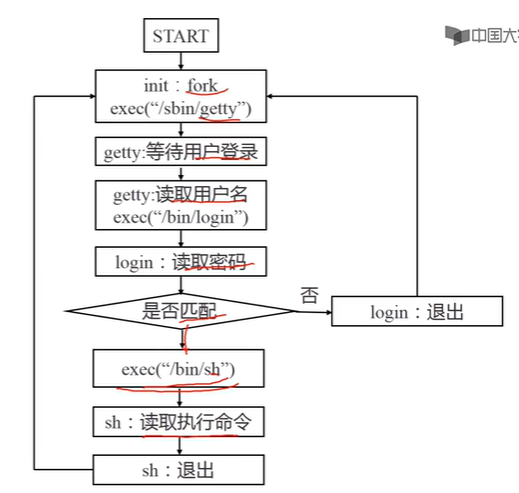 中国大
START
init：fork
exec(“/sbin/getty”)
getty:等待用户登录
getty:读取用户名
exec(“/bin/login”)
login：读取密码
是否匹配
否
login：退出
exec(“/bin/sh”)
sh：读取执行命令
sh：退出